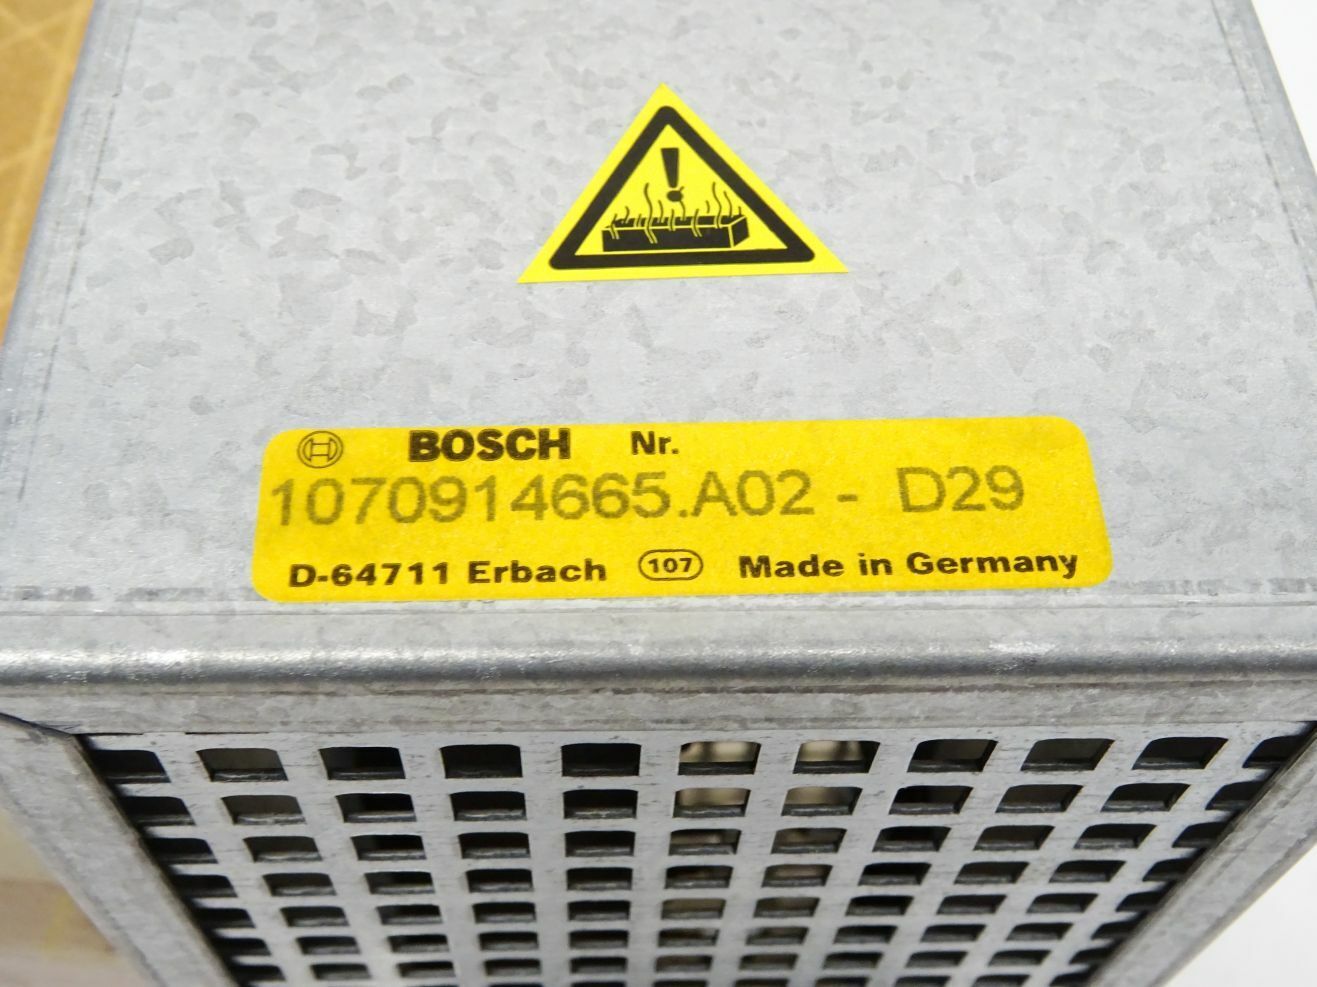 BOSCH Nr.
1070914665.A02 - D29
D-64711 Erbach 107 Made in Germany